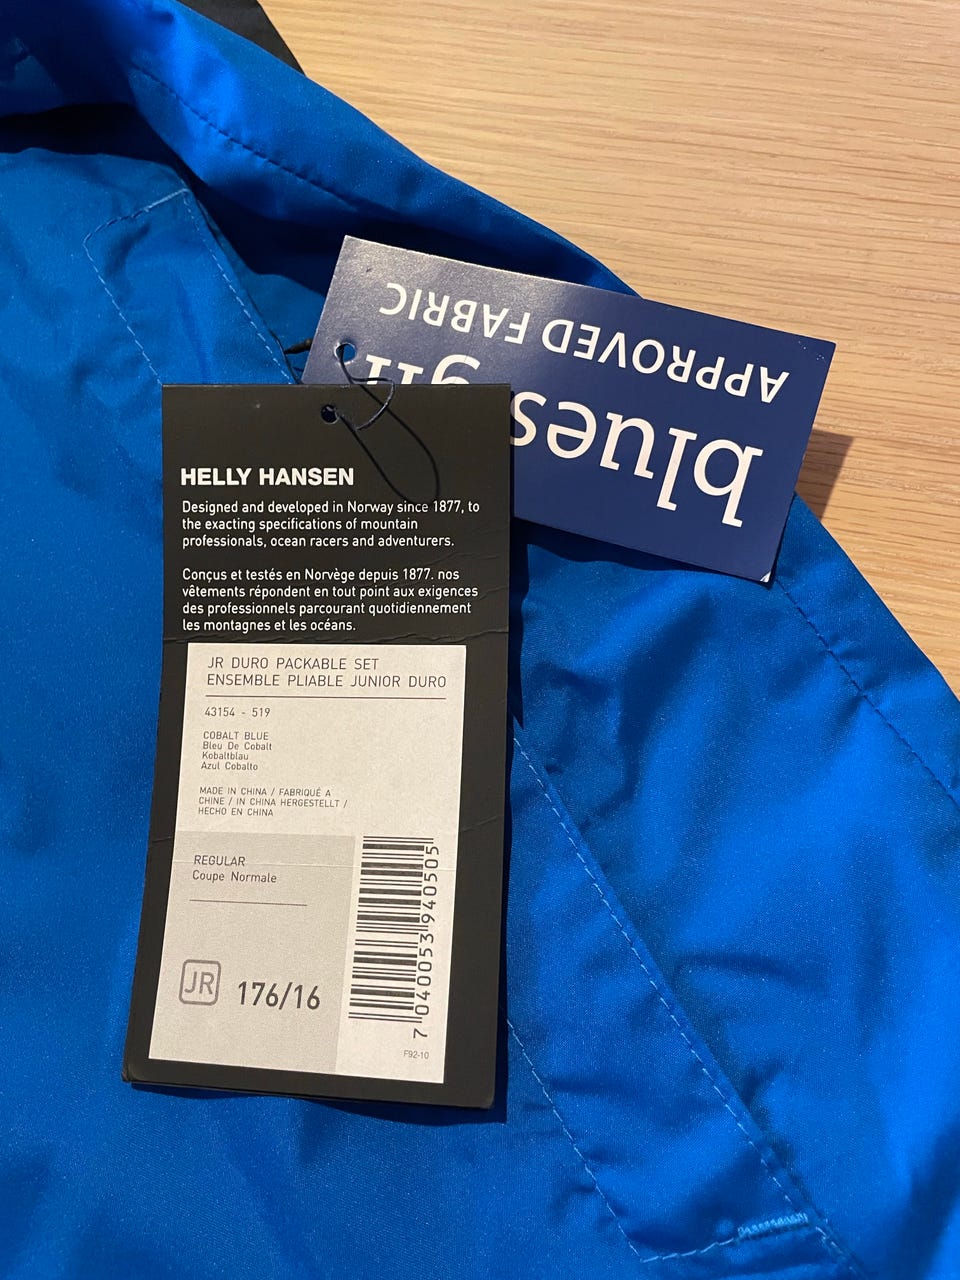 APPROVED FABRIC
blues
HELLY HANSEN
Designed and developed in Norway since 1877, to
the exacting specifications of mountain
professionals, ocean racers and adventurers.
Conçus et testés en Norvège depuis 1877. nos
vêtements répondent en tout point aux exigences
des professionnels parcourant quotidiennement
les montagnes et les océans.
JR DURO PACKABLE SET
ENSEMBLE PLIABLE JUNIOR DURO
43154 - 519
COBALT BLUE
Bleu De Cobalt
Kobaltblau
Azul Cobalto
MADE IN CHINA / FABRIQUÉ A
CHINE / IN CHINA HERGESTELLT /
HECHO EN CHINA
REGULAR
Coupe Normale
JR 176/16
7 040053 940505
F92-10